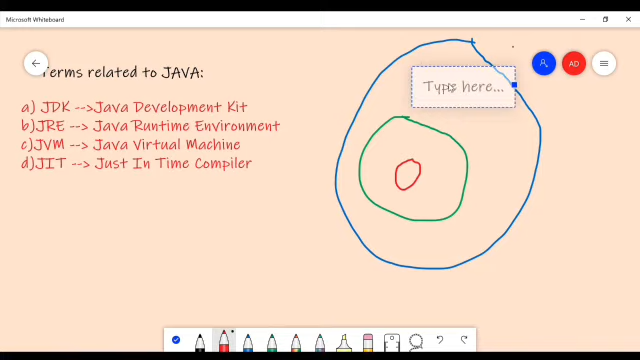 Microsoft Whiteboard
Terms related to JAVA:
a) JDK -->Java Development Kit
b)JRE --> Java Runtime Environment
c)JVM --> Java Virtual Machine
d)JIT --> Just In Time Compiler
Type here...
AD